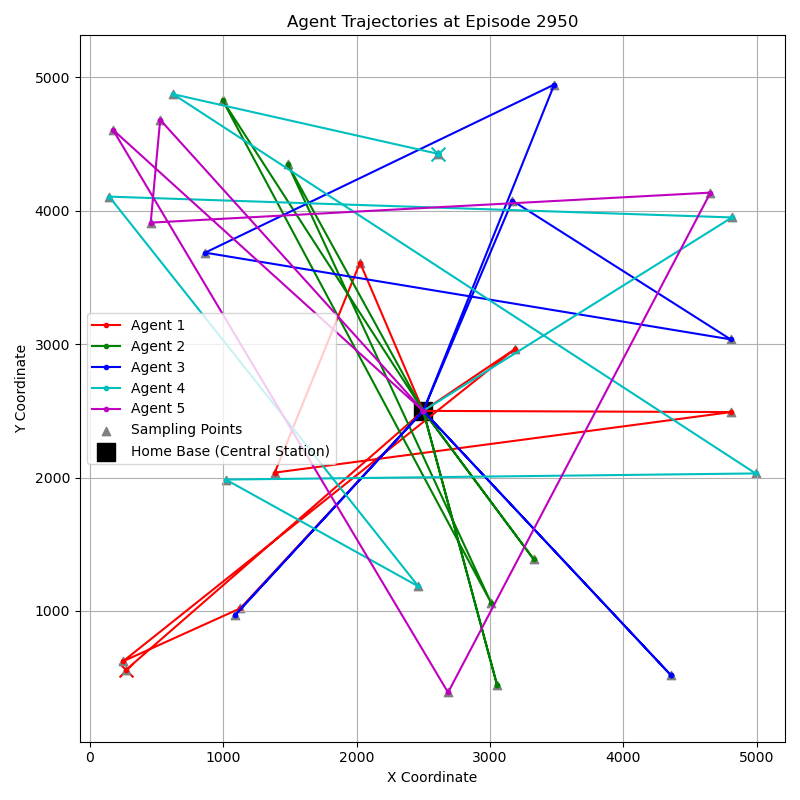 Agent Trajectories at Episode 2950
Y Coordinate
5000
4000
3000
2000
1000
Agent 1
Agent 2
Agent 3
Agent 4
Agent 5
Sampling Points
Home Base (Central Station)
0 1000 2000 3000 4000 5000
X Coordinate